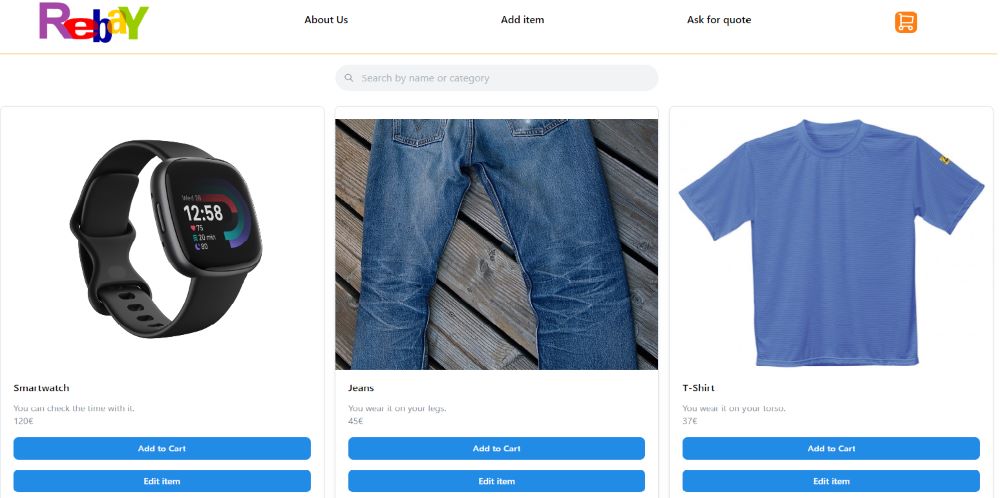 RebaY
About Us
Add item
Ask for quote
Search by name or category
Wed 28
12:58
75
20 min
80
Smartwatch
You can check the time with it.
120€
Add to Cart
Edit item
Jeans
You wear it on your legs.
45€
Add to Cart
Edit item
T-Shirt
You wear it on your torso.
37€
Add to Cart
Edit item